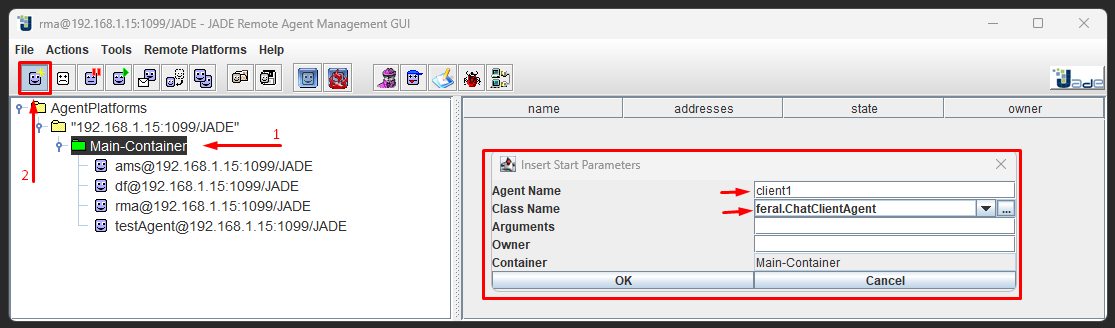 rma@192.168.1.15:1099/JADE - JADE Remote Agent Management GUI
File Actions Tools Remote Platforms Help
Jade
AgentPlatforms
"192.168.1.15:1099/JADE"
Main-Container
1
ams@192.168.1.15:1099/JADE
2
df@192.168.1.15:1099/JADE
rma@192.168.1.15:1099/JADE
testAgent@192.168.1.15:1099/JADE
name addresses state owner
Insert Start Parameters
Agent Name client1
Class Name feral.ChatClientAgent ...
Arguments
Owner
Container Main-Container
OK Cancel